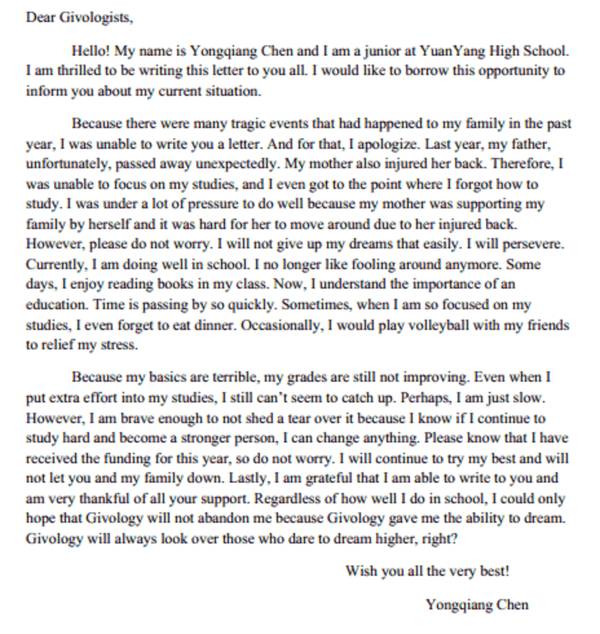 Dear Givologists,
Hello! My name is Yongqiang Chen and I am a junior at YuanYang High School.
I am thrilled to be writing this letter to you all. I would like to borrow this opportunity to
inform you about my current situation.
Because there were many tragic events that had happened to my family in the past
year, I was unable to write you a letter. And for that, I apologize. Last year, my father,
unfortunately, passed away unexpectedly. My mother also injured her back. Therefore, I
was unable to focus on my studies, and I even got to the point where I forgot how to
study. I was under a lot of pressure to do well because my mother was supporting my
family by herself and it was hard for her to move around due to her injured back.
However, please do not worry. I will not give up my dreams that easily. I will persevere.
Currently, I am doing well in school. I no longer like fooling around anymore. Some
days, I enjoy reading books in my class. Now, I understand the importance of an
education. Time is passing by so quickly. Sometimes, when I am so focused on my
studies, I even forget to eat dinner. Occasionally, I would play volleyball with my friends
to relief my stress.
Because my basics are terrible, my grades are still not improving. Even when I
put extra effort into my studies, I still can't seem to catch up. Perhaps, I am just slow.
However, I am brave enough to not shed a tear over it because I know if I continue to
study hard and become a stronger person, I can change anything. Please know that I have
received the funding for this year, so do not worry. I will continue to try my best and will
not let you and my family down. Lastly, I am grateful that I am able to write to you and
am very thankful of all your support. Regardless of how well I do in school, I could only
hope that Givology will not abandon me because Givology gave me the ability to dream.
Givology will always look over those who dare to dream higher, right?
Wish you all the very best!
Yongqiang Chen